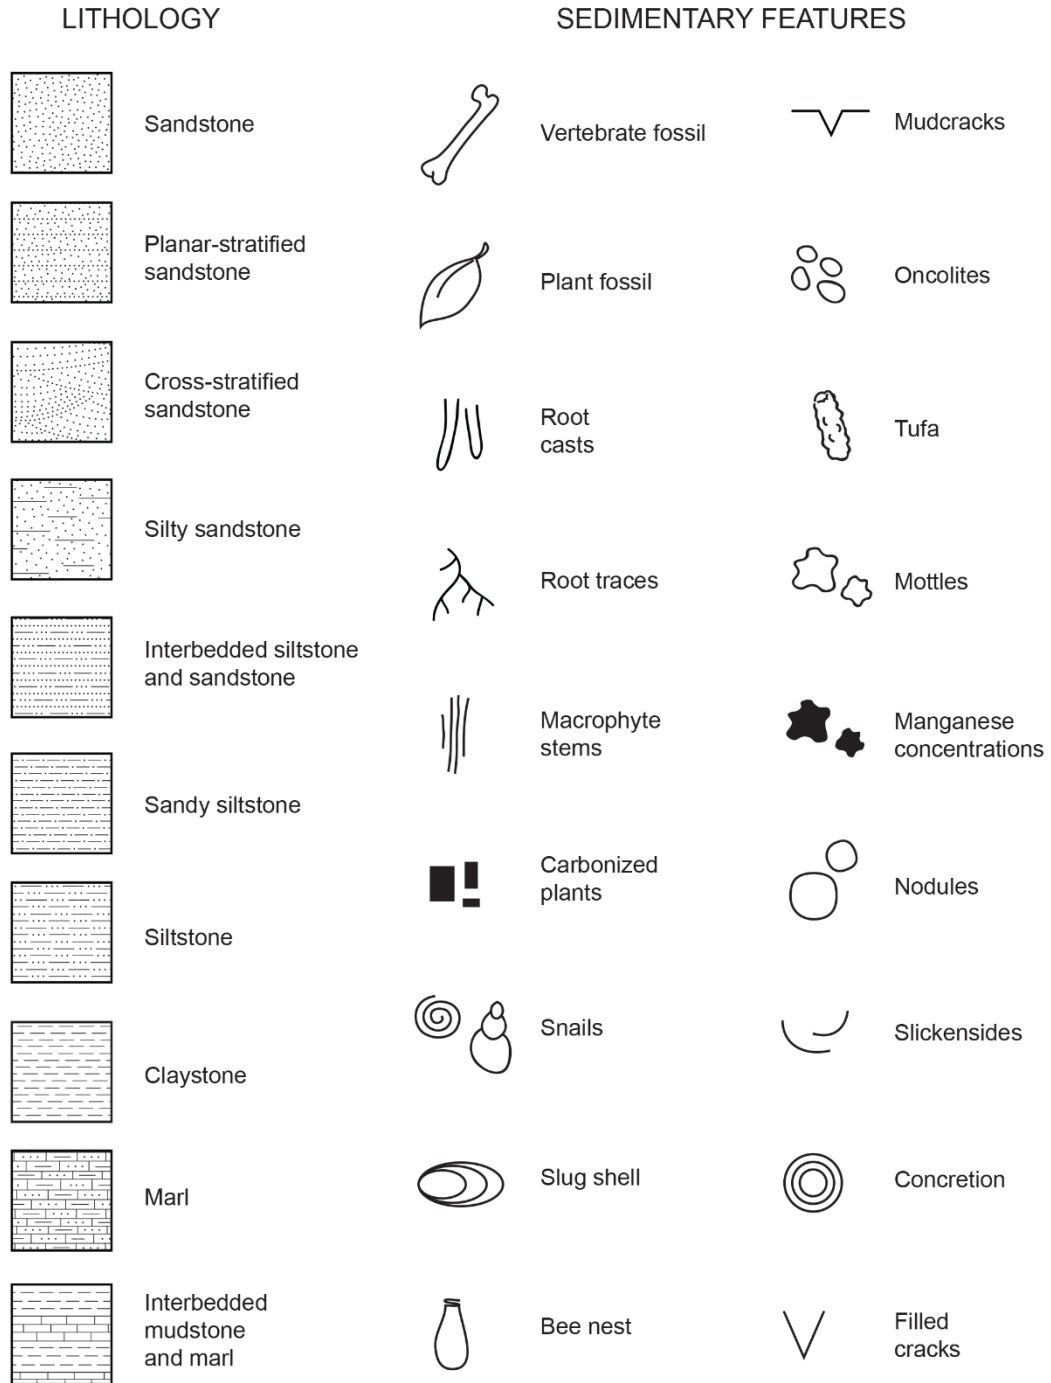 LITHOLOGY
SEDIMENTARY FEATURES
Sandstone
Planar-stratified
sandstone
Cross-stratified
sandstone
Silty sandstone
Interbedded siltstone
and sandstone
Sandy siltstone
Siltstone
Claystone
Marl
Interbedded
mudstone
and marl
Vertebrate fossil
Plant fossil
Root
casts
Root traces
Macrophyte
stems
Carbonized
plants
Snails
Slug shell
Bee nest
Mudcracks
Oncolites
Tufa
Mottles
Manganese
concentrations
Nodules
Slickensides
Concretion
Filled
cracks